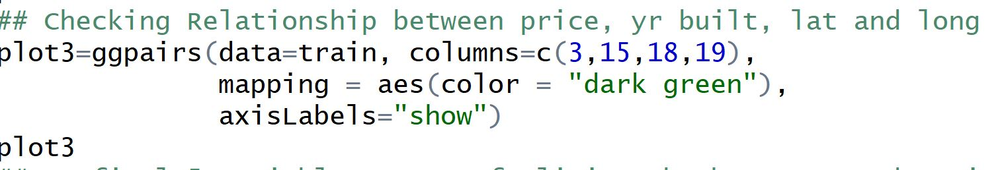 ## Checking Relationship between price, yr built, lat and long
plot3=ggpairs(data=train, columns=c(3,15,18,19),
mapping = aes(color = "dark green"),
axisLabels="show")
plot3